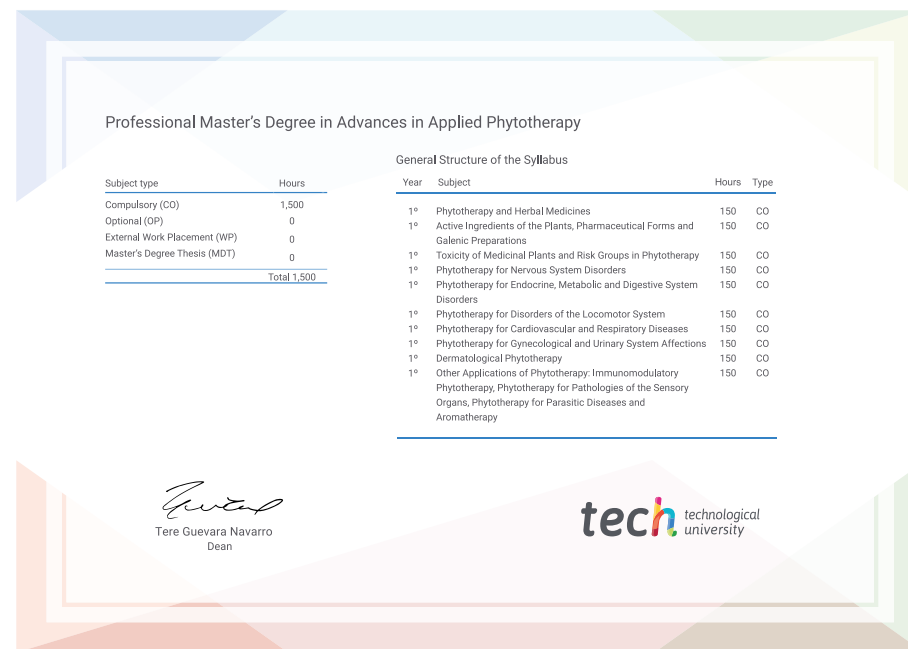 Professional Master's Degree in Advances in Applied Phytotherapy
Subject type Hours
Compulsory (CO) 1,500
Optional (OP) 0
External Work Placement (WP) 0
Master's Degree Thesis (MDT) 0
Total 1,500
General Structure of the Syllabus
Year Subject Hours Type
1º Phytotherapy and Herbal Medicines 150 CO
1º Active Ingredients of the Plants, Pharmaceutical Forms and 150 CO
Galenic Preparations
1º Toxicity of Medicinal Plants and Risk Groups in Phytotherapy 150 CO
1º Phytotherapy for Nervous System Disorders 150 CO
1º Phytotherapy for Endocrine, Metabolic and Digestive System 150 CO
Disorders
1º Phytotherapy for Disorders of the Locomotor System 150 CO
1º Phytotherapy for Cardiovascular and Respiratory Diseases 150 CO
1º Phytotherapy for Gynecological and Urinary System Affections 150 CO
1º Dermatological Phytotherapy 150 CO
1º Other Applications of Phytotherapy: Immunomodulatory 150 CO
Phytotherapy, Phytotherapy for Pathologies of the Sensory
Organs, Phytotherapy for Parasitic Diseases and
Aromatherapy
Tere Guevara Navarro
Dean
tech technological
university